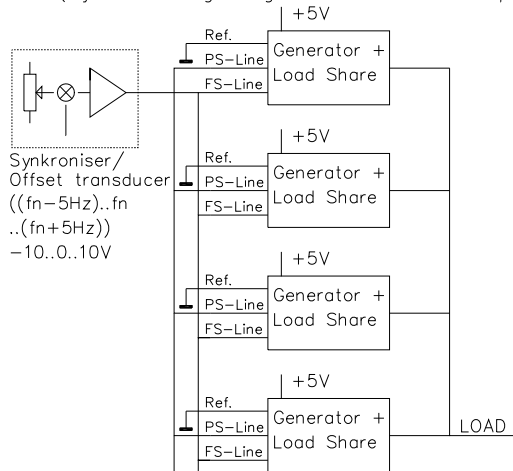 +5V
Ref.
PS-Line
FS-Line
Generator +
Load Share
Synkroniser/
Offset transducer
((fn-5Hz)..fn
..(fn+5Hz))
-10..0..10V
+5V
Ref.
PS-Line
FS-Line
Generator +
Load Share
+5V
Ref.
PS-Line
FS-Line
Generator +
Load Share
+5V
Ref.
PS-Line
FS-Line
Generator +
Load Share
LOAD